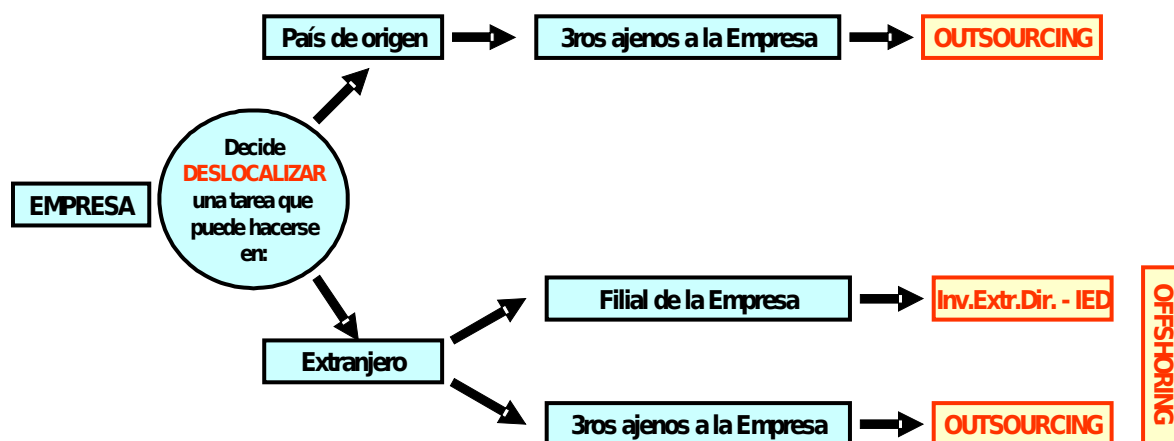 País de origen
3ros ajenos a la Empresa
OUTSOURCING
EMPRESA
Decide
DESLOCALIZAR
una tarea que
puede hacerse
en:
Filial de la Empresa
Inv.Extr.Dir. - IED
Extranjero
3ros ajenos a la Empresa
OUTSOURCING
OFFSHORING